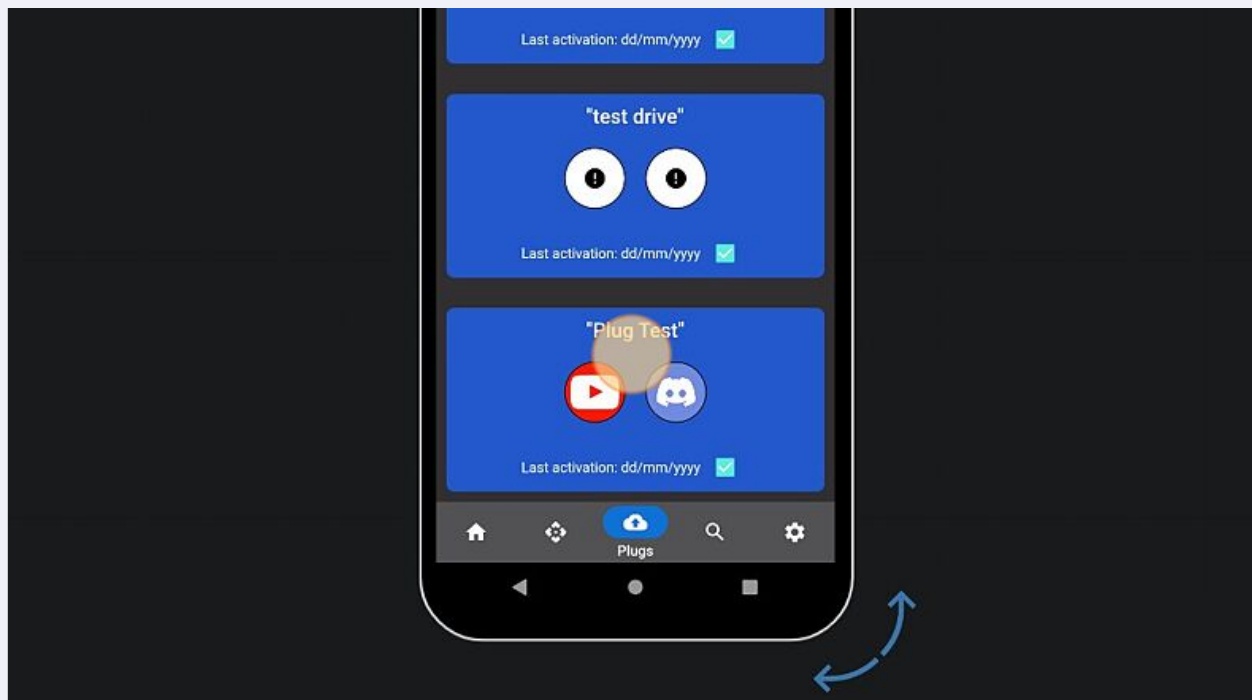 Last activation: dd/mm/yyyy
"test drive"
Last activation: dd/mm/yyyy
"Plug Test"
Last activation: dd/mm/yyyy
Plugs